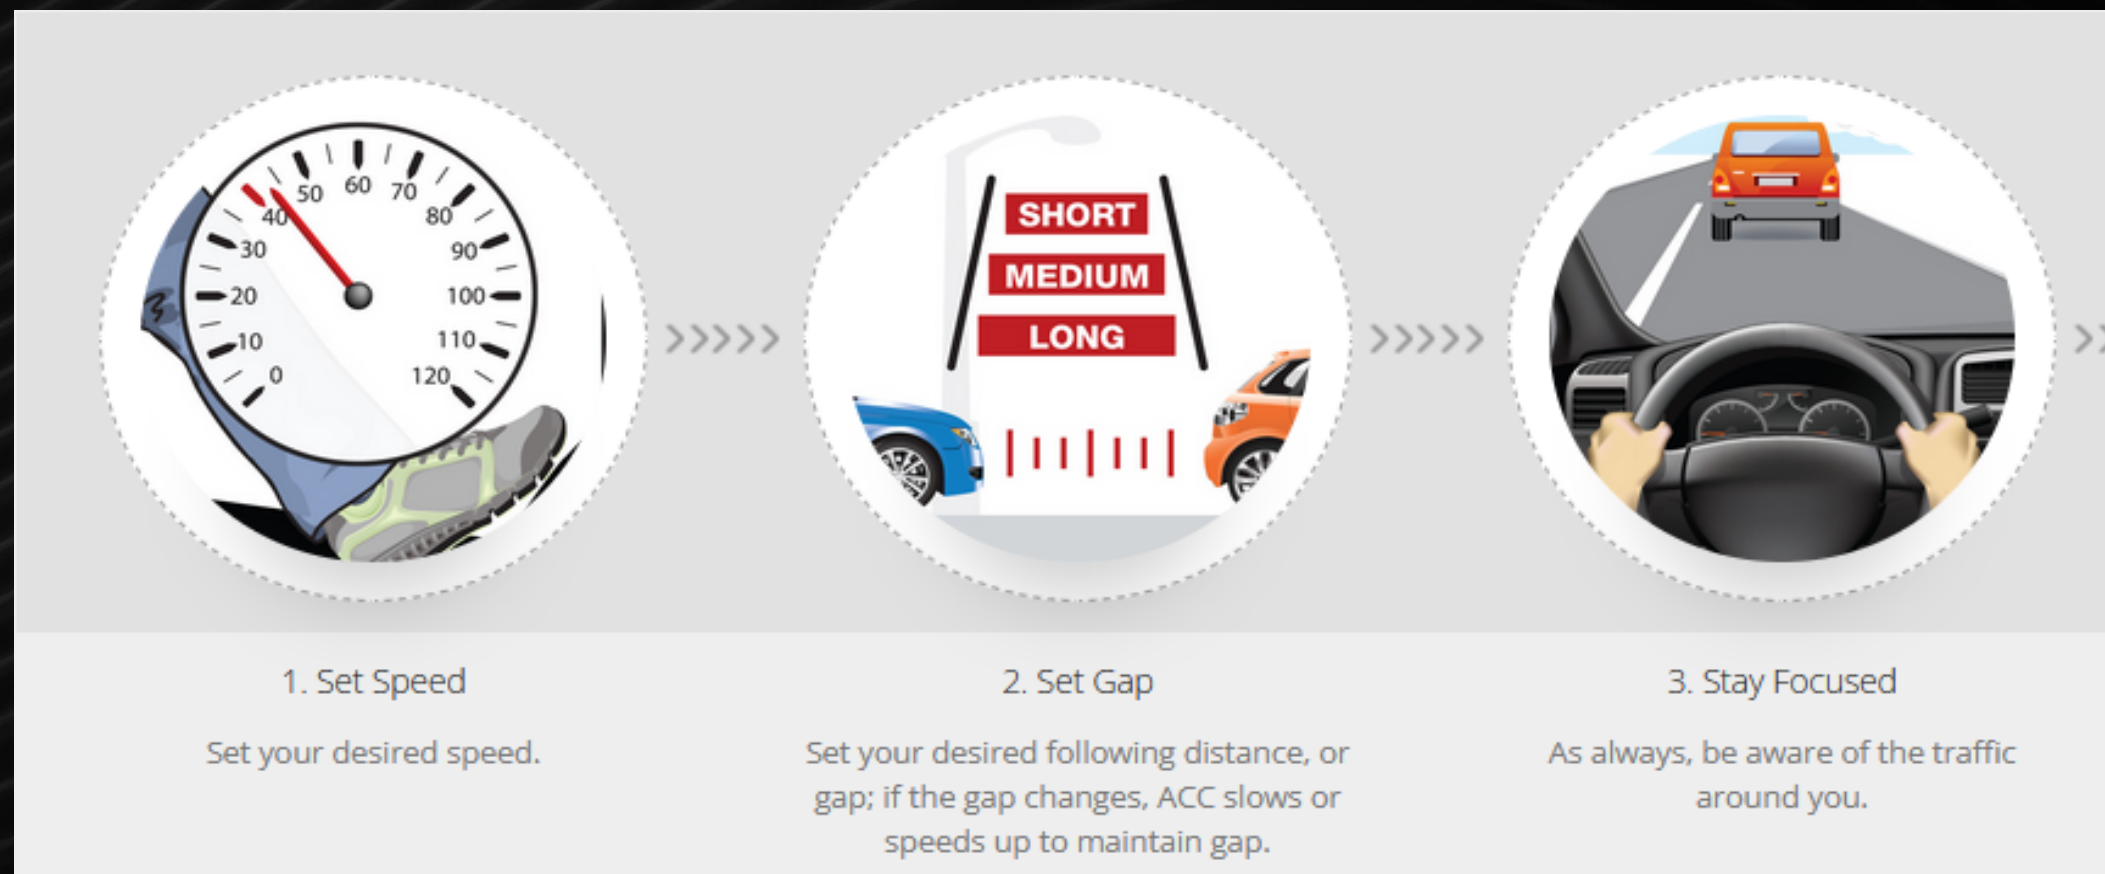 0
10
20
30
40
50
60
70
80
90
100
110
120
SHORT
MEDIUM
LONG
1. Set Speed
Set your desired speed.
2. Set Gap
Set your desired following distance, or
gap; if the gap changes, ACC slows or
speeds up to maintain gap.
3. Stay Focused
As always, be aware of the traffic
around you.